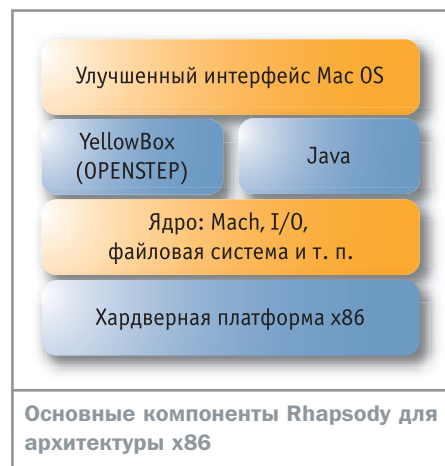 Улучшенный интерфейс Mac OS
YellowBox
(OPENSTEP)
Java
Ядро: Mach, I/O,
файловая система и т. п.
Хардверная платформа x86
Основные компоненты Rhapsody для
архитектуры x86